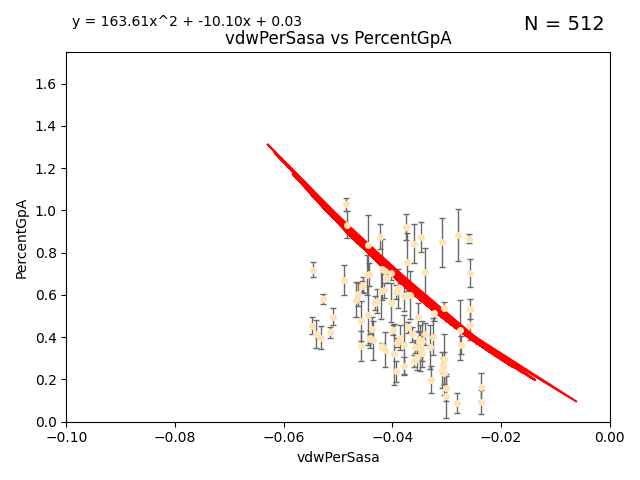 y = 163.61x^2 + -10.10x + 0.03
N = 512
vdwPerSasa vs PercentGpA
1.6
1.4
1.2
1.0
0.8
0.6
0.4
0.2
0.0
PercentGpA
−0.10 −0.08 −0.06 −0.04 −0.02 0.00
vdwPerSasa